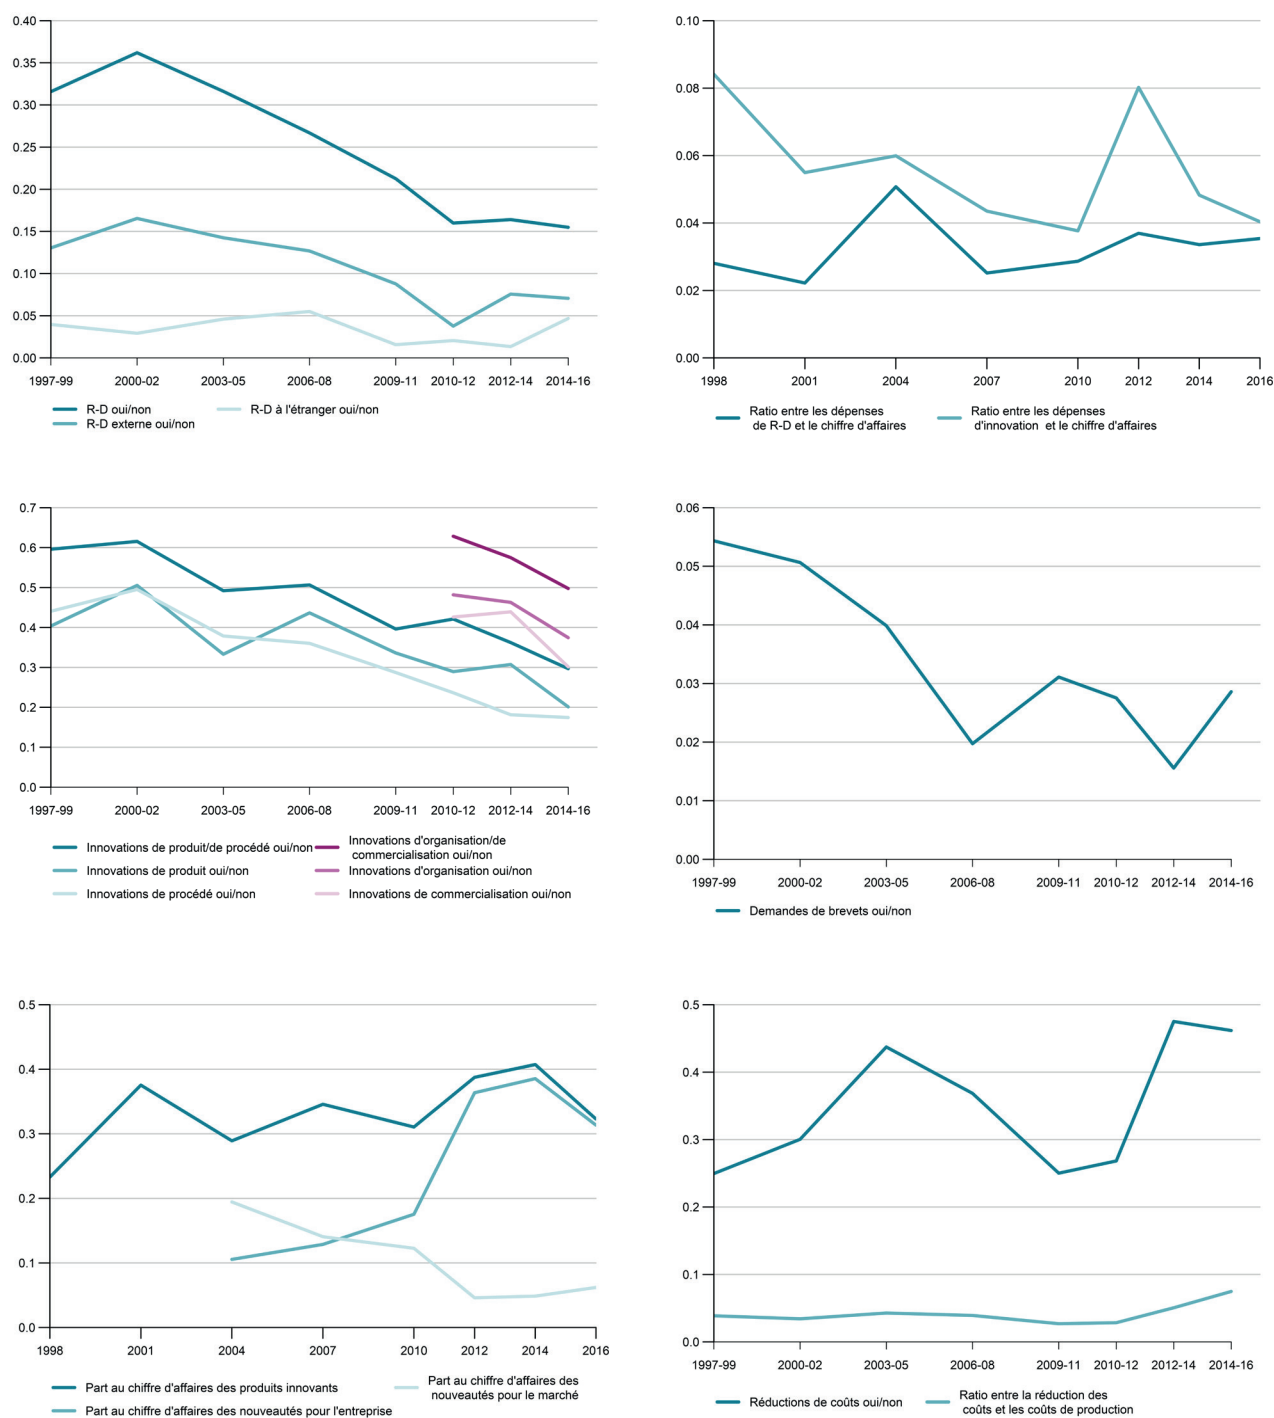 0.40
0.35
0.30
0.25
0.20
0.15
0.10
0.05
0.00
1997-99 2000-02 2003-05 2006-08 2009-11 2010-12 2012-14 2014-16
R-D oui/non
R-D externe oui/non
R-D à l'étranger oui/non
0.10
0.08
0.06
0.04
0.02
0.00
1998 2001 2004 2007 2010 2012 2014 2016
Ratio entre les dépenses
de R-D et le chiffre d'affaires
Ratio entre les dépenses
d'innovation et le chiffre d'affaires
0.7
0.6
0.5
0.4
0.3
0.2
0.1
0.0
1997-99 2000-02 2003-05 2006-08 2009-11 2010-12 2012-14 2014-16
Innovations de produit/de procédé oui/non
Innovations de produit oui/non
Innovations de procédé oui/non
Innovations d'organisation/de
commercialisation oui/non
Innovations d'organisation oui/non
Innovations de commercialisation oui/non
0.06
0.05
0.04
0.03
0.02
0.01
0.00
1997-99 2000-02 2003-05 2006-08 2009-11 2010-12 2012-14 2014-16
Demandes de brevets oui/non
0.5
0.4
0.3
0.2
0.1
0.0
1998 2001 2004 2007 2010 2012 2014 2016
Part au chiffre d'affaires des produits innovants
Part au chiffre d'affaires des nouveautés pour l'entreprise
Part au chiffre d'affaires des
nouveautés pour le marché
0.5
0.4
0.3
0.2
0.1
0.0
1997-99 2000-02 2003-05 2006-08 2009-11 2010-12 2012-14 2014-16
Réductions de coûts oui/non
Ratio entre la réduction des
coûts et les coûts de production